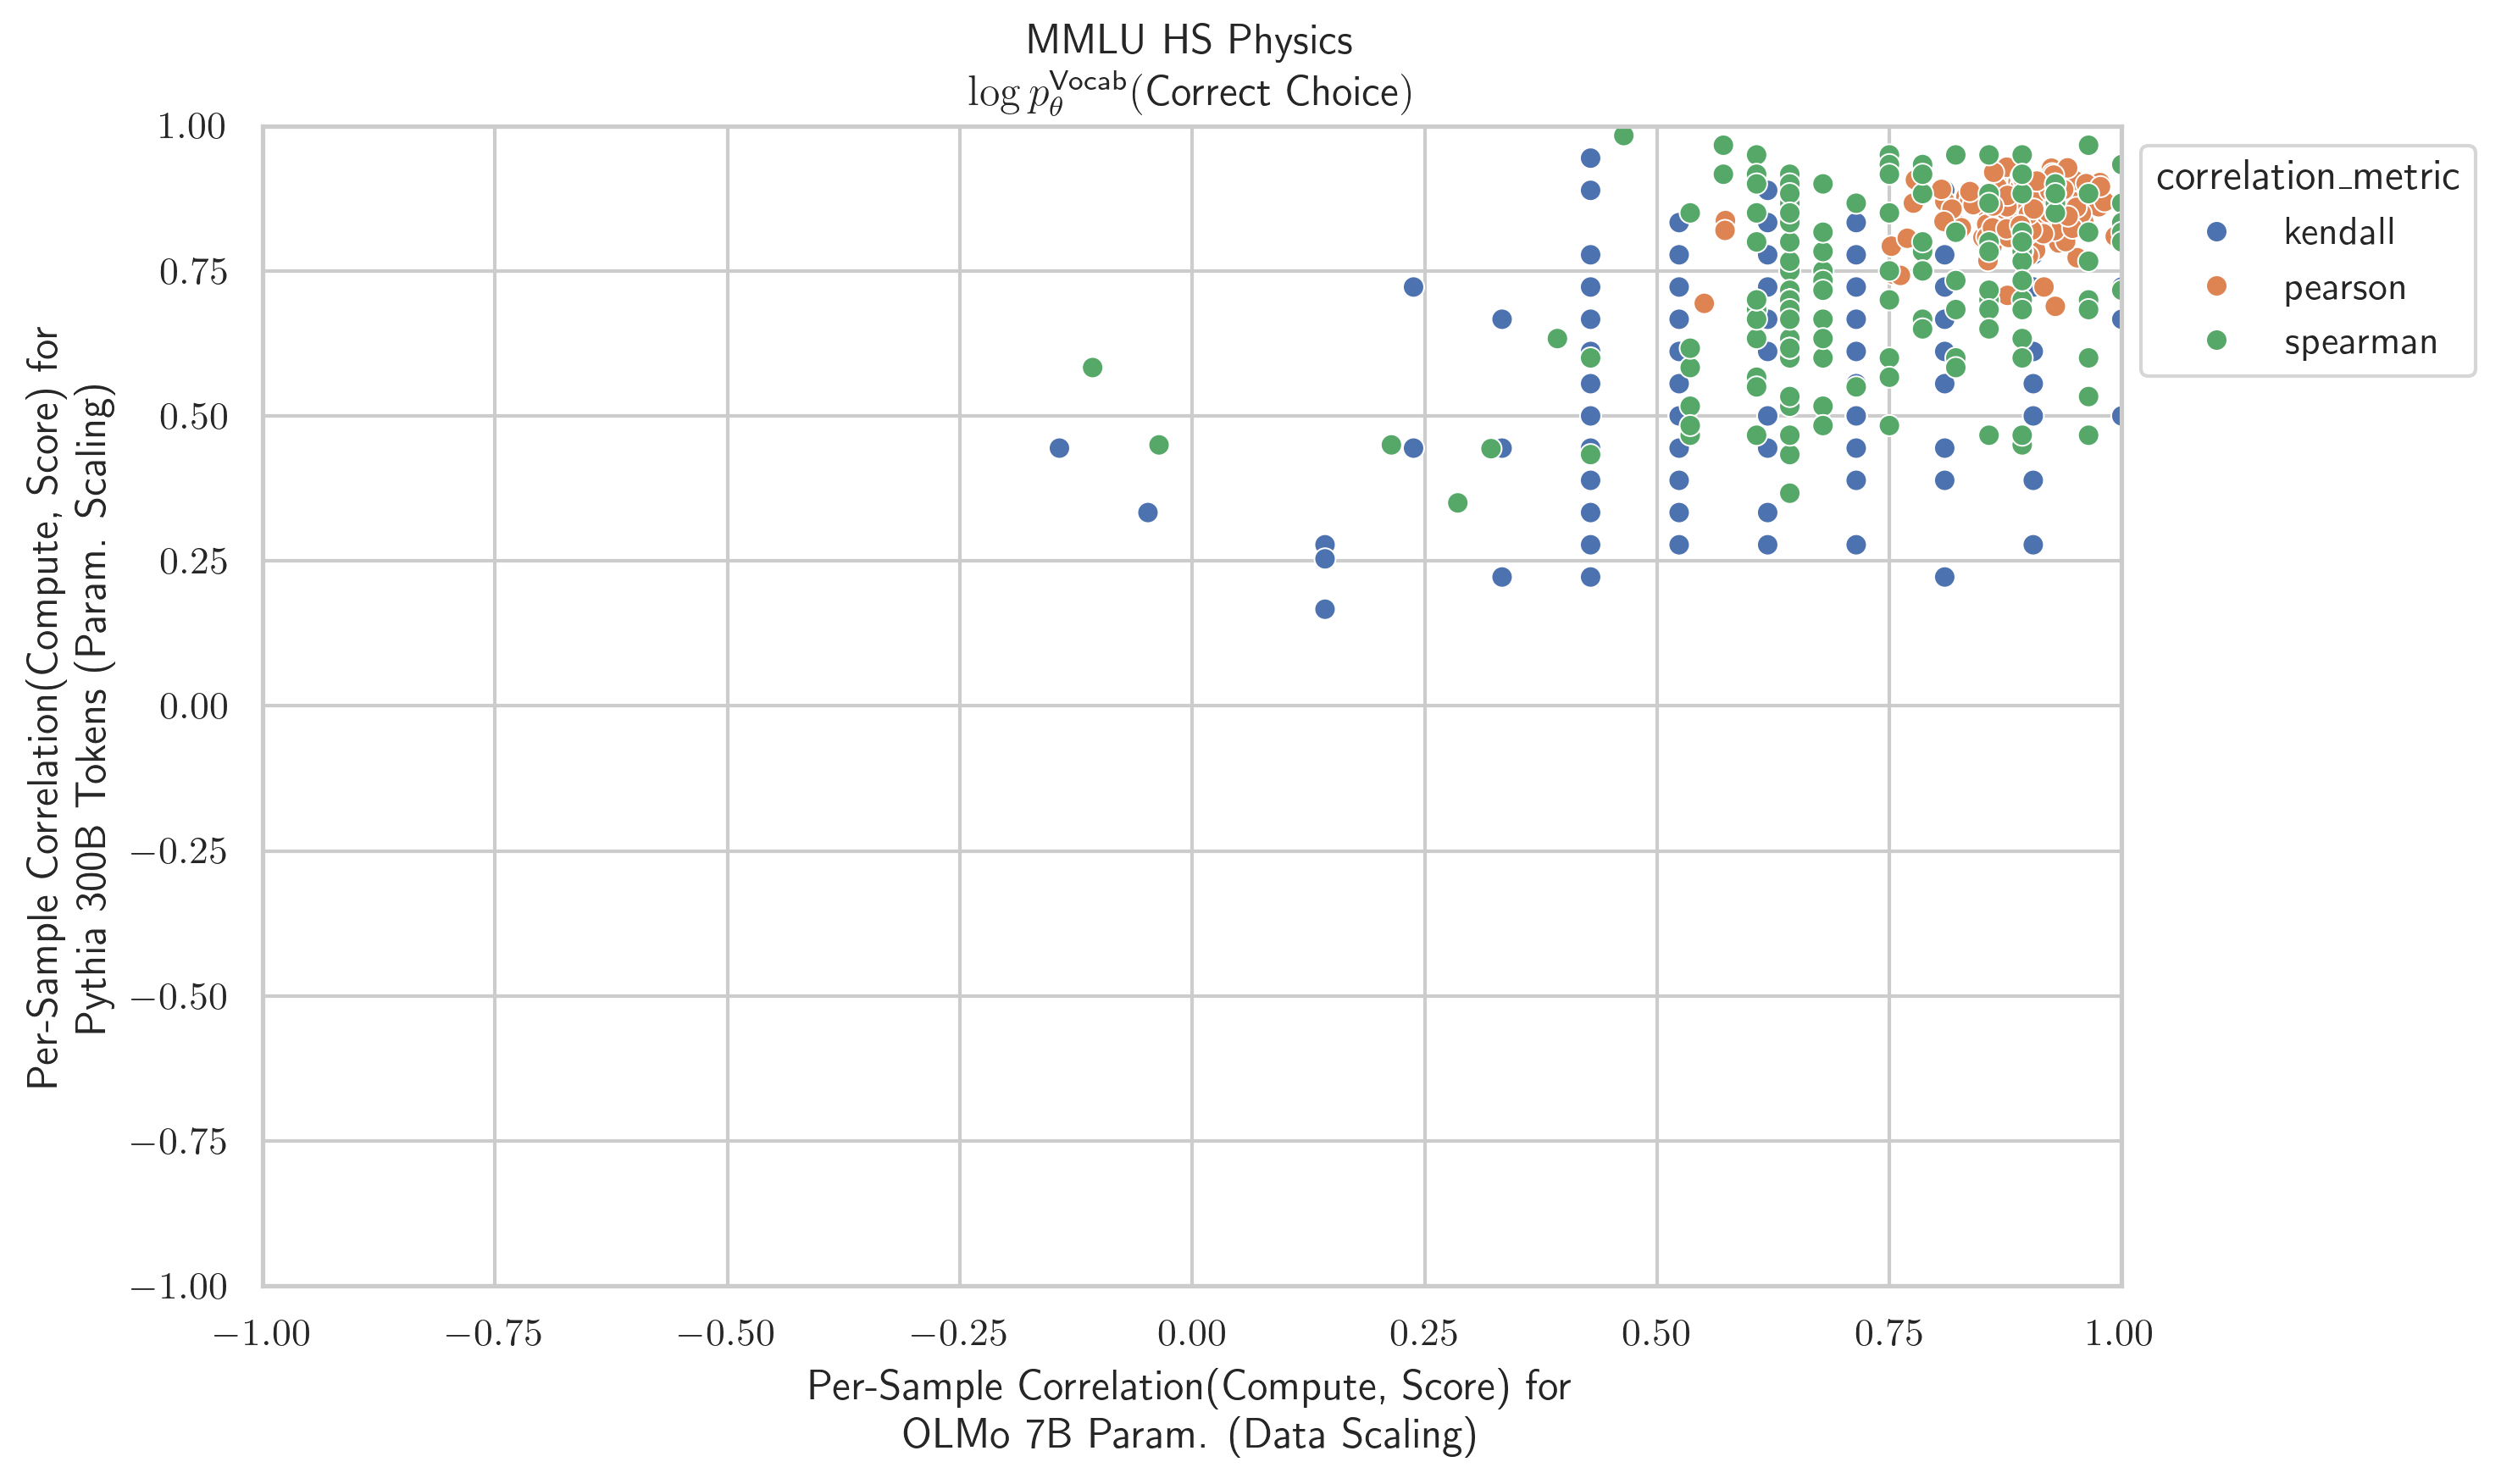 MMLU HS Physics
log p_θ^Vocab(Correct Choice)
1.00
0.75
0.50
0.25
0.00
−0.25
−0.50
−0.75
−1.00
Per-Sample Correlation(Compute, Score) for
Pythia 300B Tokens (Param. Scaling)
−1.00 −0.75 −0.50 −0.25 0.00 0.25 0.50 0.75 1.00
Per-Sample Correlation(Compute, Score) for
OLMo 7B Param. (Data Scaling)
correlation_metric
kendall
pearson
spearman